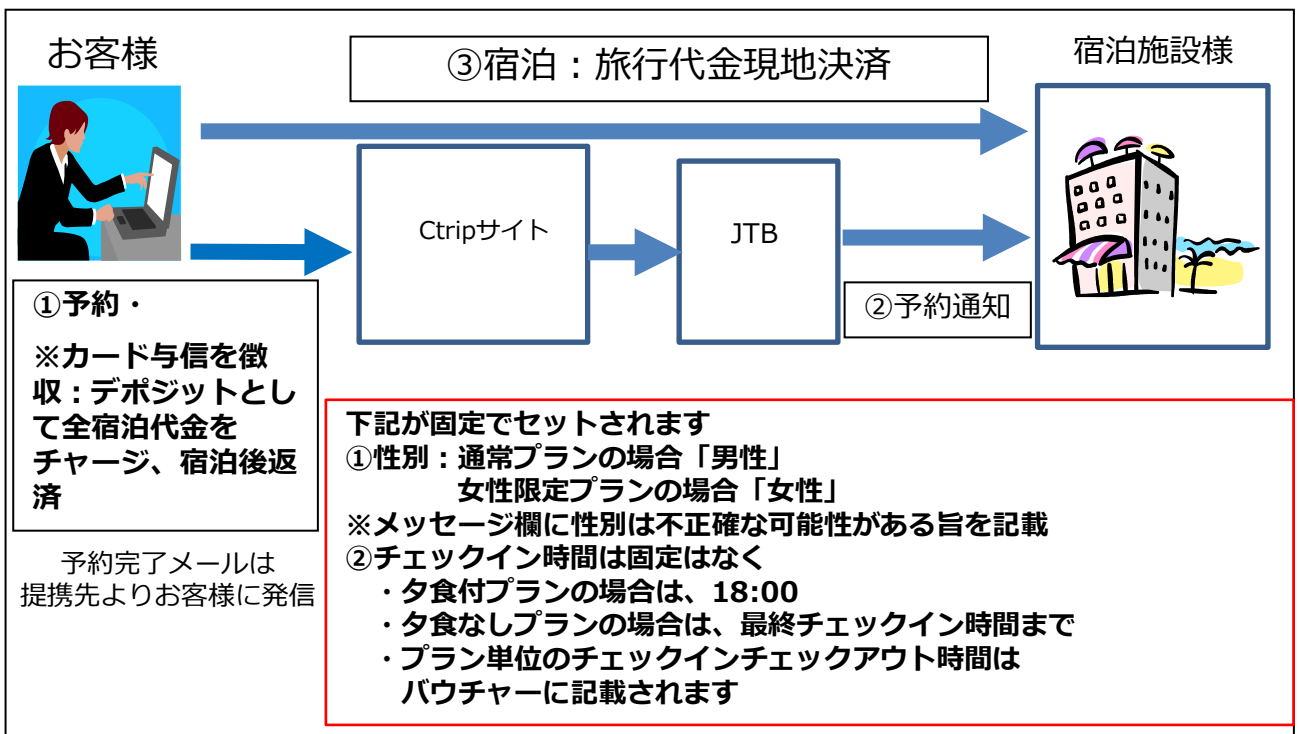 お客様
③宿泊：旅行代金現地決済
宿泊施設様
Ctripサイト
JTB
②予約通知
①予約・
※カード与信を徴
収：デポジットとし
て全宿泊代金を
チャージ、宿泊後返
済
予約完了メールは
提携先よりお客様に発信
下記が固定でセットされます
①性別：通常プランの場合「男性」
女性限定プランの場合「女性」
※メッセージ欄に性別は不正確な可能性がある旨を記載
②チェックイン時間は固定はなく
・夕食付プランの場合は、18:00
・夕食なしプランの場合は、最終チェックイン時間まで
・プラン単位のチェックインチェックアウト時間は
バウチャーに記載されます